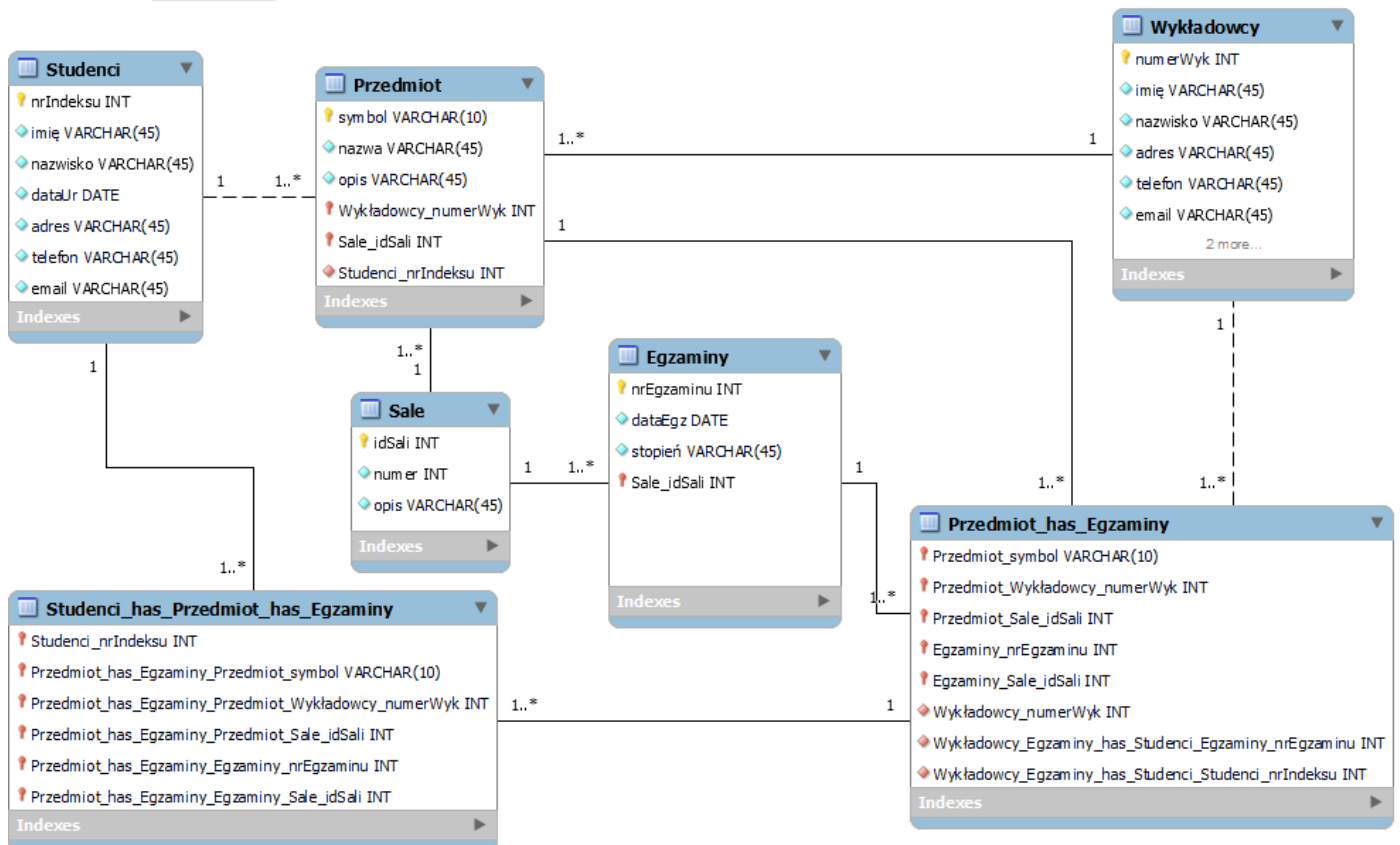 Studenci
nrIndeksu INT
imię VARCHAR(45)
nazwisko VARCHAR(45)
dataUr DATE
adres VARCHAR(45)
telefon VARCHAR(45)
email VARCHAR(45)
Indexes
1
1..*
Przedmiot
symbol VARCHAR(10)
nazwa VARCHAR(45)
opis VARCHAR(45)
Wykładowcy_numerWyk INT
Sale_idSali INT
Studenci_nrIndeksu INT
Indexes
1..*
1
Wykładowcy
numerWyk INT
imię VARCHAR(45)
nazwisko VARCHAR(45)
adres VARCHAR(45)
telefon VARCHAR(45)
email VARCHAR(45)
2 more...
Indexes
1
1..*
1
1..*
1
Sale
idSali INT
numer INT
opis VARCHAR(45)
Indexes
1
1..*
Egzaminy
nrEgzaminu INT
dataEgz DATE
stopień VARCHAR(45)
Sale_idSali INT
Indexes
1
1..*
1..*
1..*
Przedmiot_has_Egzaminy
Przedmiot_symbol VARCHAR(10)
Przedmiot_Wykładowcy_numerWyk INT
Przedmiot_Sale_idSali INT
Egzaminy_nrEgzaminu INT
Egzaminy_Sale_idSali INT
Wykładowcy_numerWyk INT
Wykładowcy_Egzaminy_has_Studenci_Egzaminy_nrEgzaminu INT
Wykładowcy_Egzaminy_has_Studenci_Studenci_nrIndeksu INT
Indexes
1
1..*
Studenci_has_Przedmiot_has_Egzaminy
Studenci_nrIndeksu INT
Przedmiot_has_Egzaminy_Przedmiot_symbol VARCHAR(10)
Przedmiot_has_Egzaminy_Przedmiot_Wykładowcy_numerWyk INT
Przedmiot_has_Egzaminy_Przedmiot_Sale_idSali INT
Przedmiot_has_Egzaminy_Egzaminy_nrEgzaminu INT
Przedmiot_has_Egzaminy_Egzaminy_Sale_idSali INT
Indexes
1..*
1